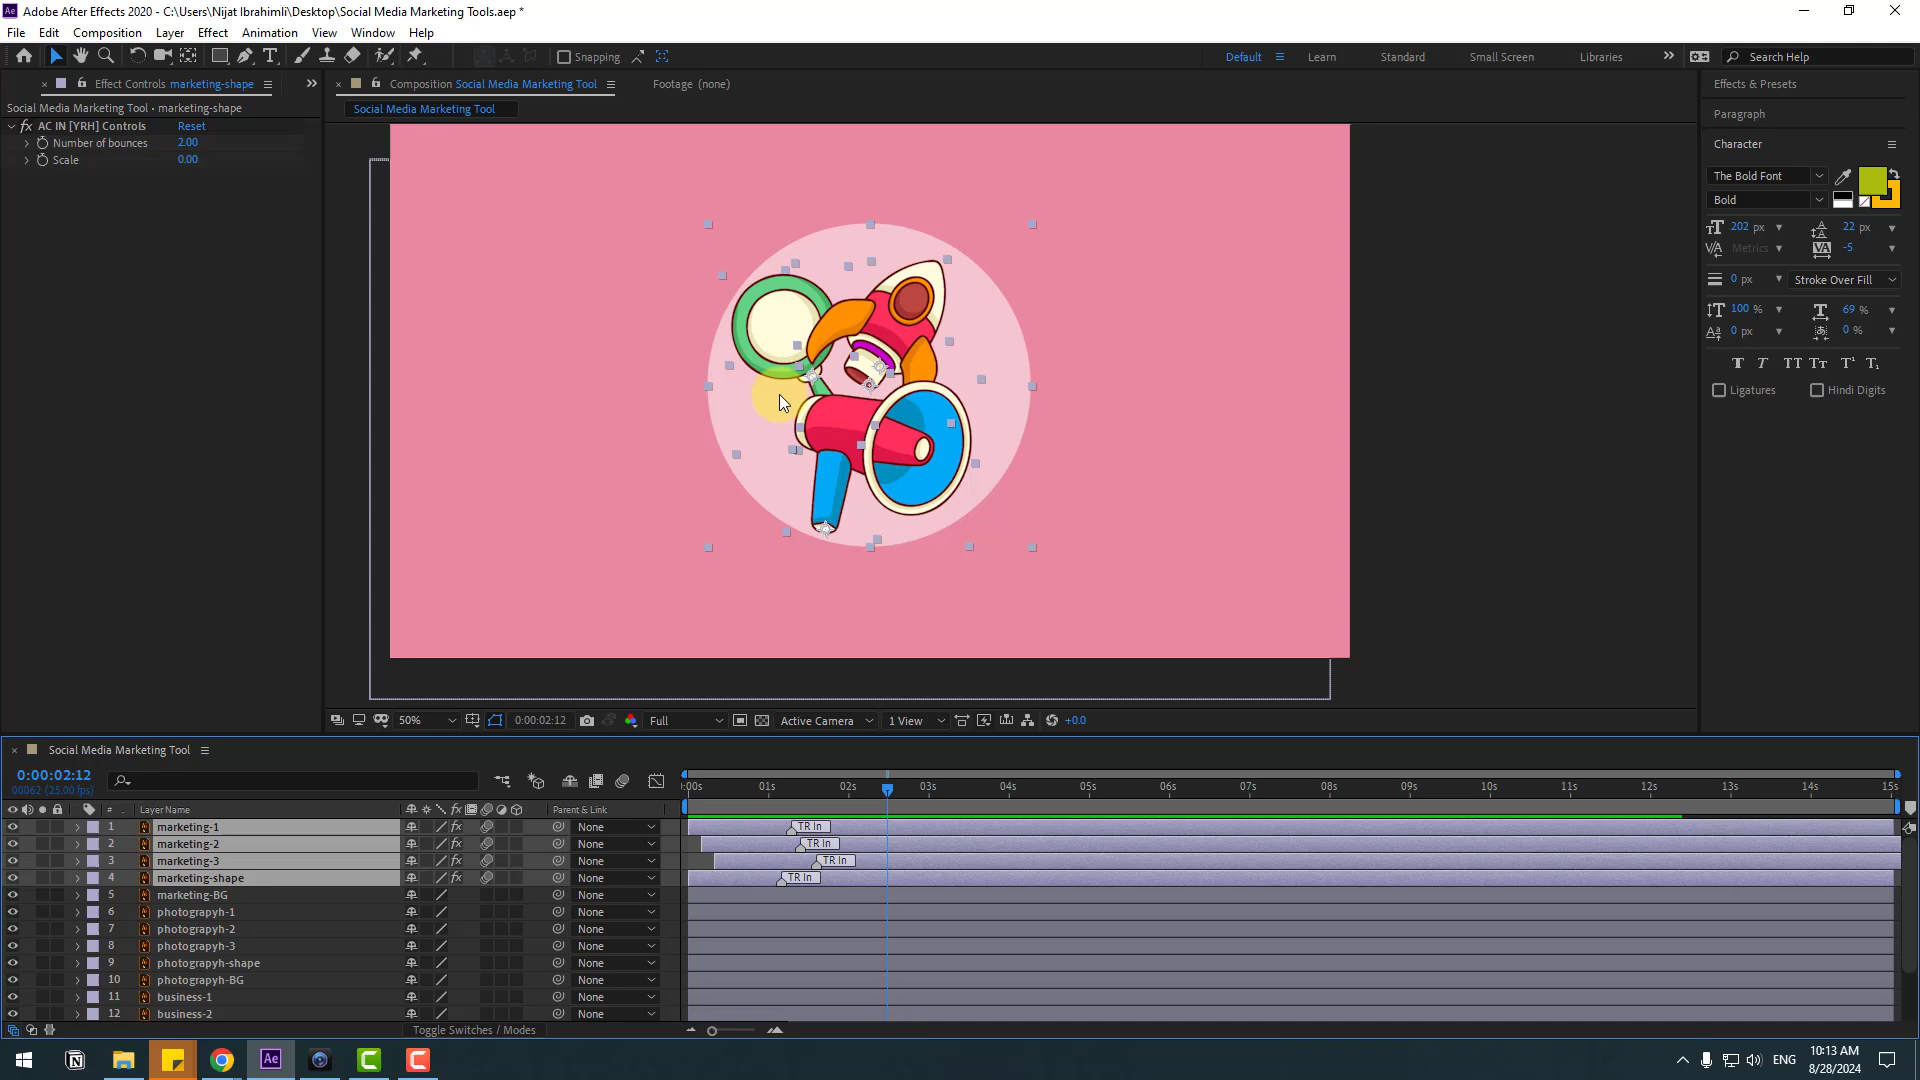 Adobe After Effects 2020 - C:\Users\Nijat Ibrahimli\Desktop\Social Media Marketing Tools.aep *
File Edit Composition Layer Effect Animation View Window Help
Snapping
Default Learn Standard Small Screen Libraries Search Help
Effect Controls marketing-shape
Composition Social Media Marketing Tool
Footage (none)
Social Media Marketing Tool • marketing-shape
Social Media Marketing Tool
fx AC IN [YRH] Controls Reset
Number of bounces 2.00
Scale 0.00
Effects & Presets
Paragraph
Character
The Bold Font
Bold
202 px 22 px
Metrics -5
0 px Stroke Over Fill
100 % 69 %
0 px 0 %
Ligatures Hindi Digits
50% 0:00:02:12 Full Active Camera 1 View +0.0
Social Media Marketing Tool
0:00:02:12
00062 (25.00 fps)
:00s 01s 02s 03s 04s 05s 06s 07s 08s 09s 10s 11s 12s 13s 14s 15s
# Layer Name Parent & Link
1 marketing-1 None TR In
2 marketing-2 None TR In
3 marketing-3 None TR In
4 marketing-shape None TR In
5 marketing-BG None
6 photograpyh-1 None
7 photograpyh-2 None
8 photograpyh-3 None
9 photograpyh-shape None
10 photograpyh-BG None
11 business-1 None
12 business-2 None
Toggle Switches / Modes
ENG
10:13 AM
8/28/2024